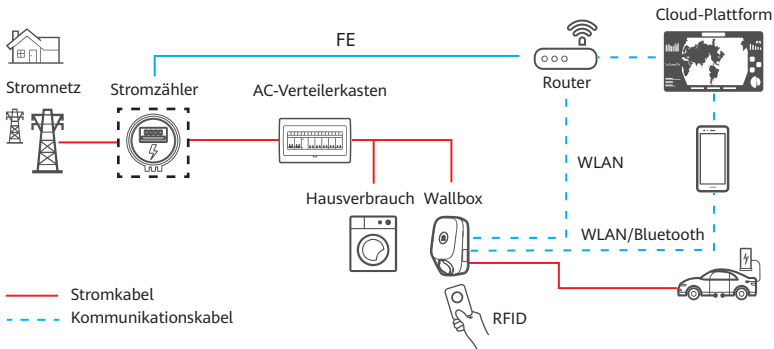 Cloud-Plattform
FE
Router
Stromnetz
Stromzähler
AC-Verteilerkasten
WLAN
Hausverbrauch
Wallbox
WLAN/Bluetooth
Stromkabel
Kommunikationskabel
RFID